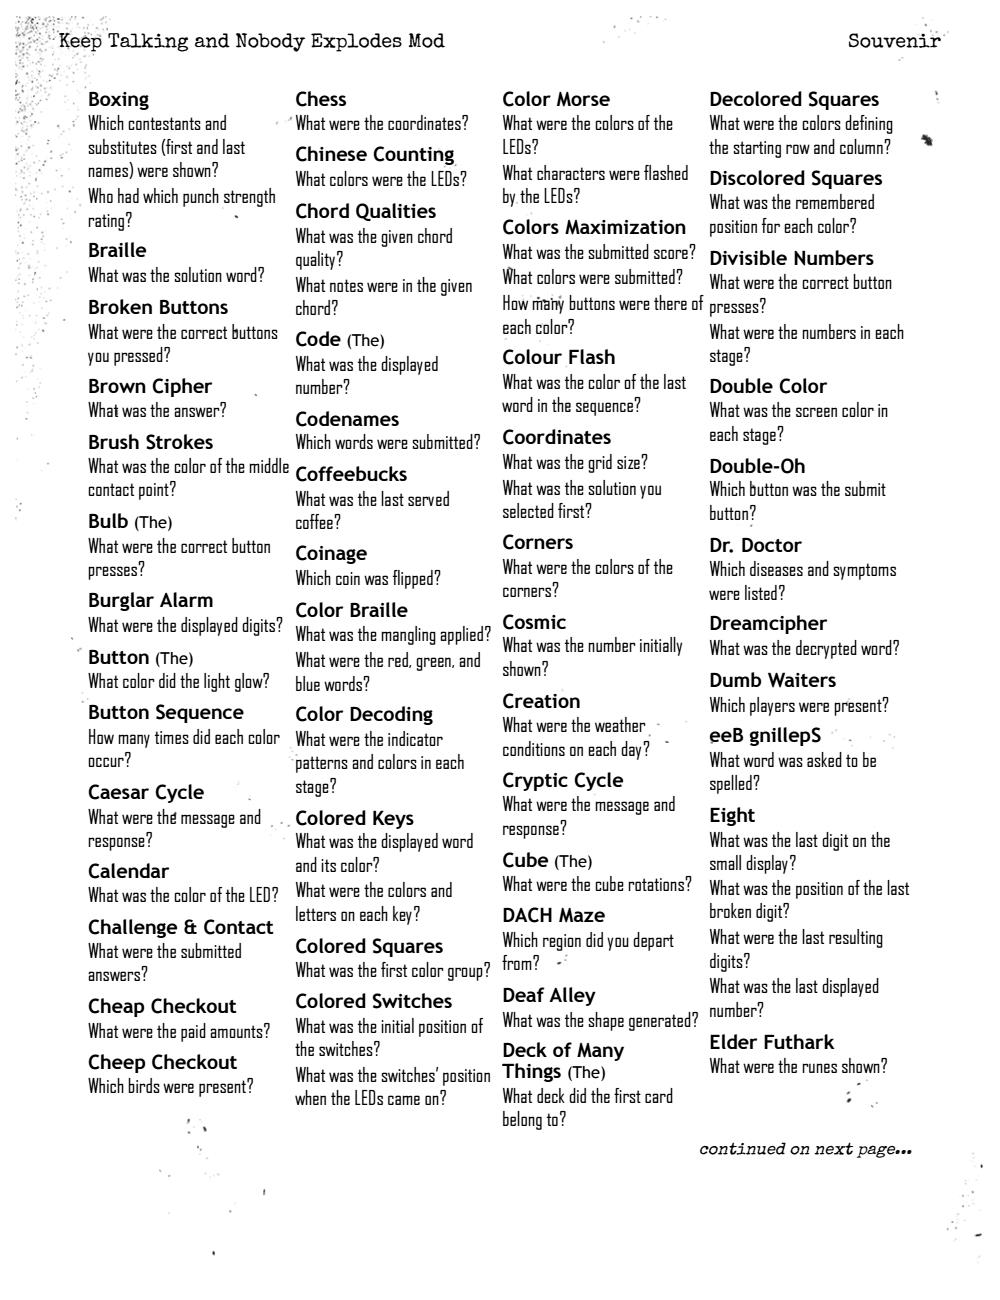 Keep Talking and Nobody Explodes Mod
Souvenir
Boxing
Which contestants and
substitutes (first and last
names) were shown?
Who had which punch strength
rating?
Braille
What was the solution word?
Broken Buttons
What were the correct buttons
you pressed?
Brown Cipher
What was the answer?
Brush Strokes
What was the color of the middle
contact point?
Bulb (The)
What were the correct button
presses?
Burglar Alarm
What were the displayed digits?
Button (The)
What color did the light glow?
Button Sequence
How many times did each color
occur?
Caesar Cycle
What were the message and
response?
Calendar
What was the color of the LED?
Challenge & Contact
What were the submitted
answers?
Cheap Checkout
What were the paid amounts?
Cheep Checkout
Which birds were present?
Chess
What were the coordinates?
Chinese Counting
What colors were the LEDs?
Chord Qualities
What was the given chord
quality?
What notes were in the given
chord?
Code (The)
What was the displayed
number?
Codenames
Which words were submitted?
Coffeebucks
What was the last served
coffee?
Coinage
Which coin was flipped?
Color Braille
What was the mangling applied?
What were the red, green, and
blue words?
Color Decoding
What were the indicator
patterns and colors in each
stage?
Colored Keys
What was the displayed word
and its color?
What were the colors and
letters on each key?
Colored Squares
What was the first color group?
Colored Switches
What was the initial position of
the switches?
What was the switches' position
when the LEDs came on?
Color Morse
What were the colors of the
LEDs?
What characters were flashed
by the LEDs?
Colors Maximization
What was the submitted score?
What colors were submitted?
How many buttons were there of
each color?
Colour Flash
What was the color of the last
word in the sequence?
Coordinates
What was the grid size?
What was the solution you
selected first?
Corners
What were the colors of the
corners?
Cosmic
What was the number initially
shown?
Creation
What were the weather
conditions on each day?
Cryptic Cycle
What were the message and
response?
Cube (The)
What were the cube rotations?
DACH Maze
Which region did you depart
from?
Deaf Alley
What was the shape generated?
Deck of Many
Things (The)
What deck did the first card
belong to?
Decolored Squares
What were the colors defining
the starting row and column?
Discolored Squares
What was the remembered
position for each color?
Divisible Numbers
What were the correct button
presses?
What were the numbers in each
stage?
Double Color
What was the screen color in
each stage?
Double-Oh
Which button was the submit
button?
Dr. Doctor
Which diseases and symptoms
were listed?
Dreamcipher
What was the decrypted word?
Dumb Waiters
Which players were present?
eeB gnillepS
What word was asked to be
spelled?
Eight
What was the last digit on the
small display?
What was the position of the last
broken digit?
What were the last resulting
digits?
What was the last displayed
number?
Elder Futhark
What were the runes shown?
continued on next page...